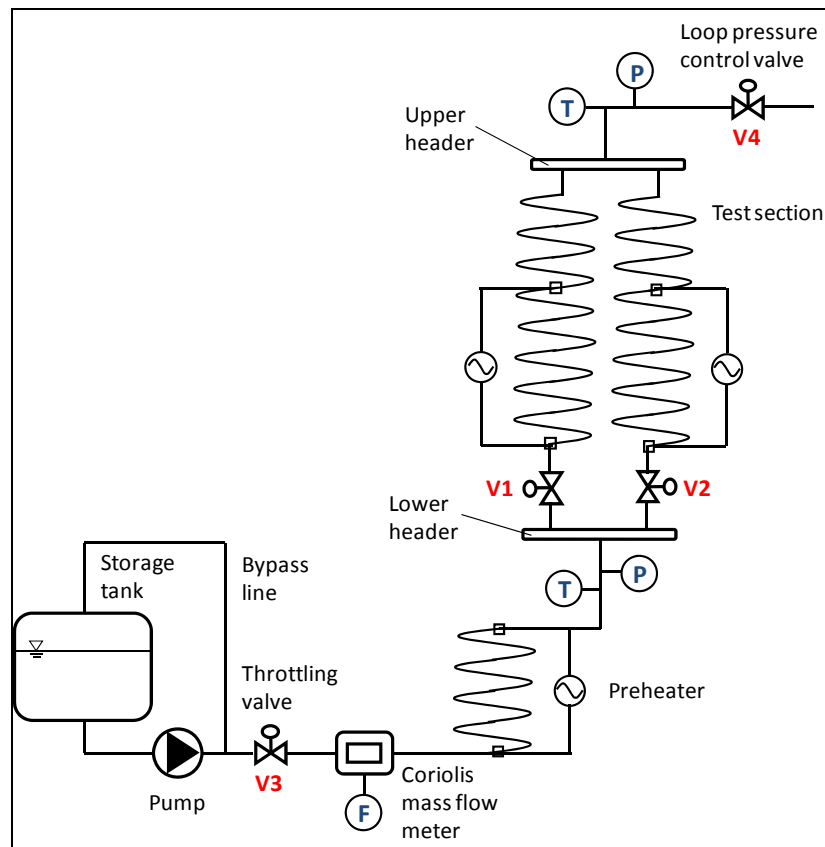 Loop pressure
control valve
P
T
V4
Upper
header
Test section
V1
V2
Lower
header
P
T
Storage
tank
Bypass
line
Throttling
valve
Preheater
V3
Pump
Coriolis
mass flow
meter
F